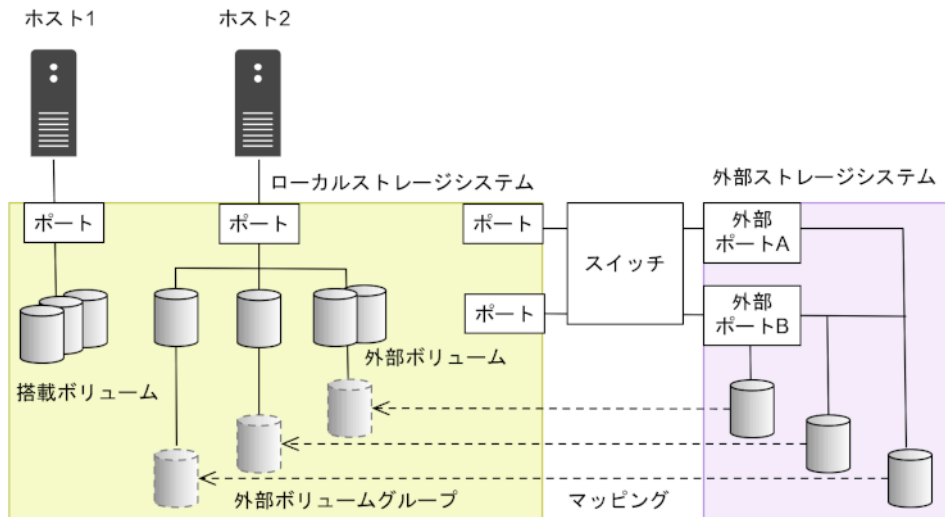 ホスト1
ホスト2
ローカルストレージシステム
外部ストレージシステム
ポート
ポート
ポート
スイッチ
外部
ポートA
ポート
外部
ポートB
外部ボリューム
搭載ボリューム
外部ボリュームグループ
マッピング